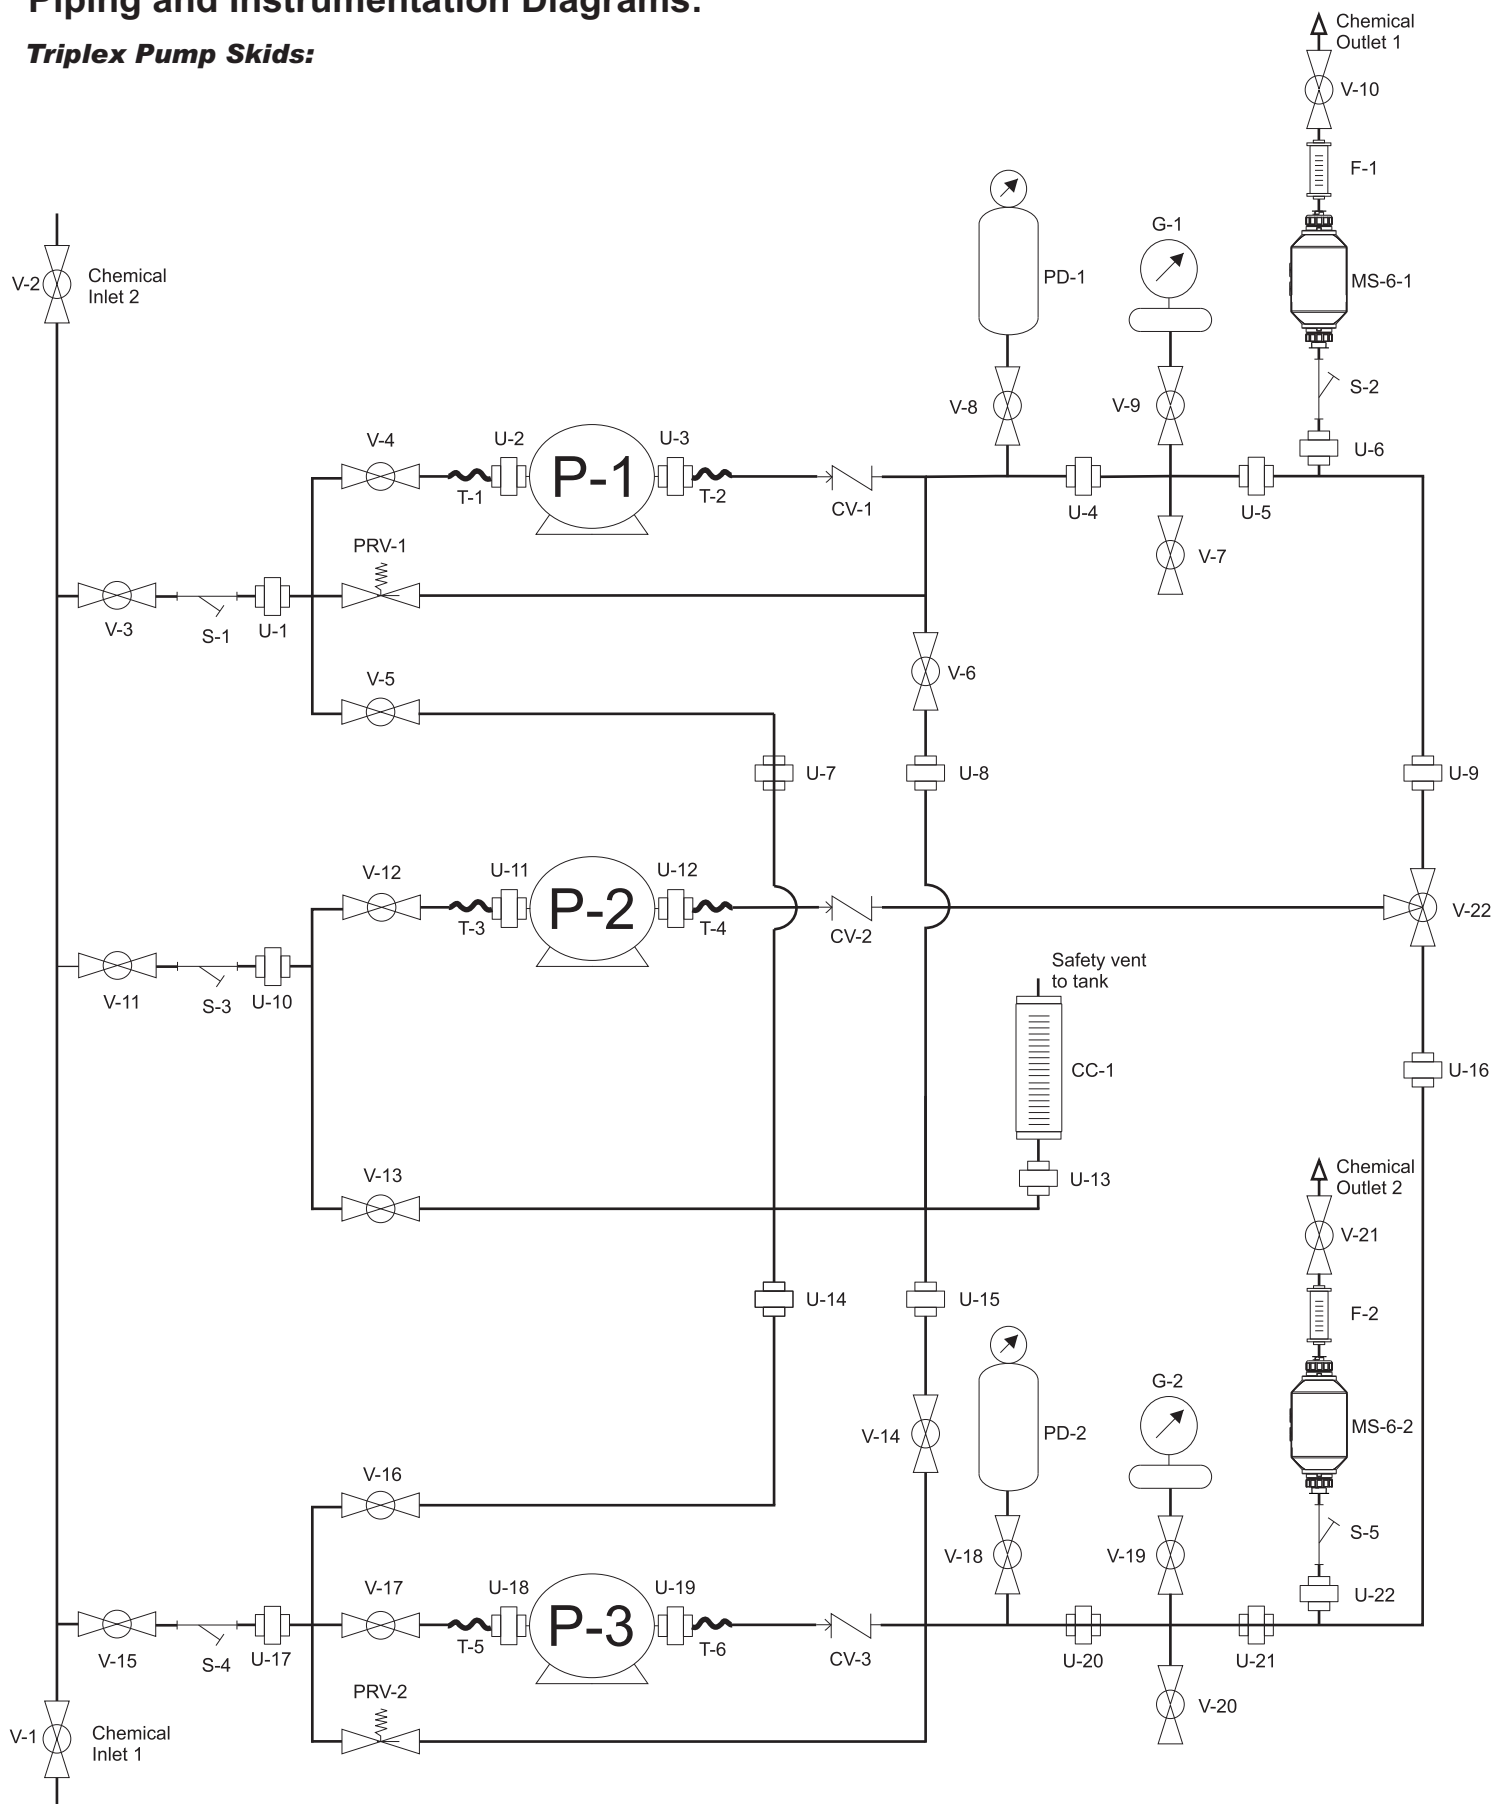 Piping and Instrumentation Diagrams:
Triplex Pump Skids:
Chemical
Outlet 1
V-10
F-1
G-1
V-2
Chemical
Inlet 2
PD-1
MS-6-1
S-2
V-8
V-9
V-4
U-2
U-3
U-6
P-1
T-1
T-2
CV-1
U-4
U-5
PRV-1
V-7
V-3
S-1
U-1
V-5
V-6
U-7
U-8
U-9
V-12
U-11
U-12
P-2
T-3
T-4
CV-2
V-22
Safety vent
to tank
V-11
S-3
U-10
CC-1
U-16
V-13
U-13
Chemical
Outlet 2
V-21
U-14
U-15
F-2
G-2
V-14
PD-2
MS-6-2
V-16
S-5
V-18
V-19
V-17
U-18
U-19
U-22
P-3
T-5
T-6
CV-3
V-15
S-4
U-17
U-20
U-21
PRV-2
V-20
V-1
Chemical
Inlet 1